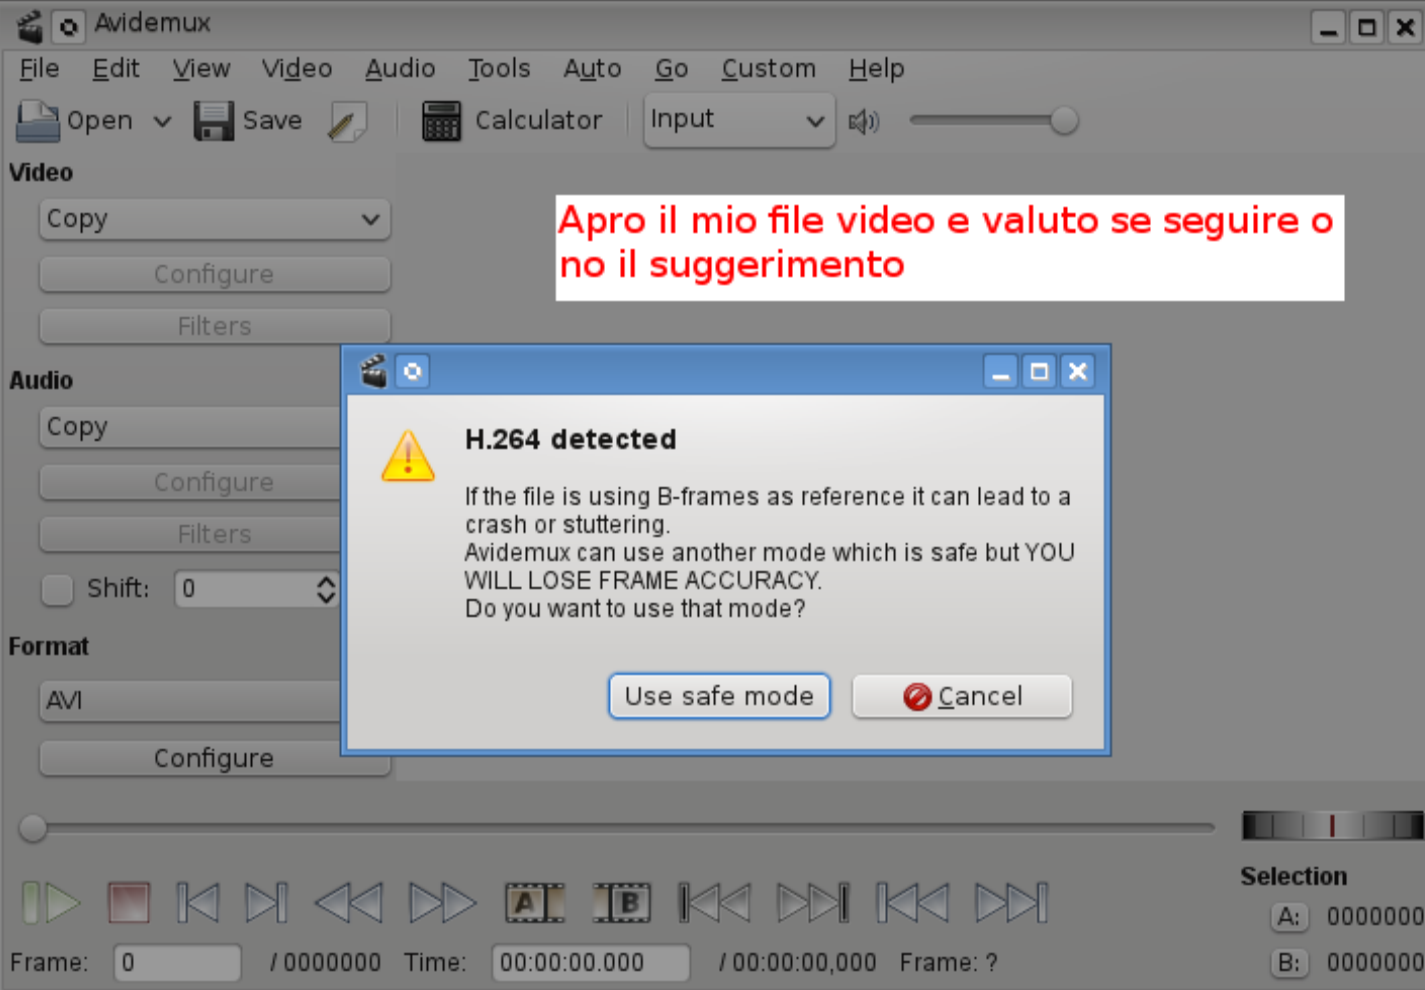 Avidemux
File Edit View Video Audio Tools Auto Go Custom Help
Open Save Calculator Input
Video
Copy
Configure
Filters
Apro il mio file video e valuto se seguire o
no il suggerimento
Audio
Copy
Configure
Filters
Shift: 0
Format
AVI
Configure
H.264 detected
If the file is using B-frames as reference it can lead to a
crash or stuttering.
Avidemux can use another mode which is safe but YOU
WILL LOSE FRAME ACCURACY.
Do you want to use that mode?
Use safe mode Cancel
A B
Selection
A: 0000000
B: 0000000
Frame: 0 / 0000000 Time: 00:00:00.000 / 00:00:00,000 Frame: ?